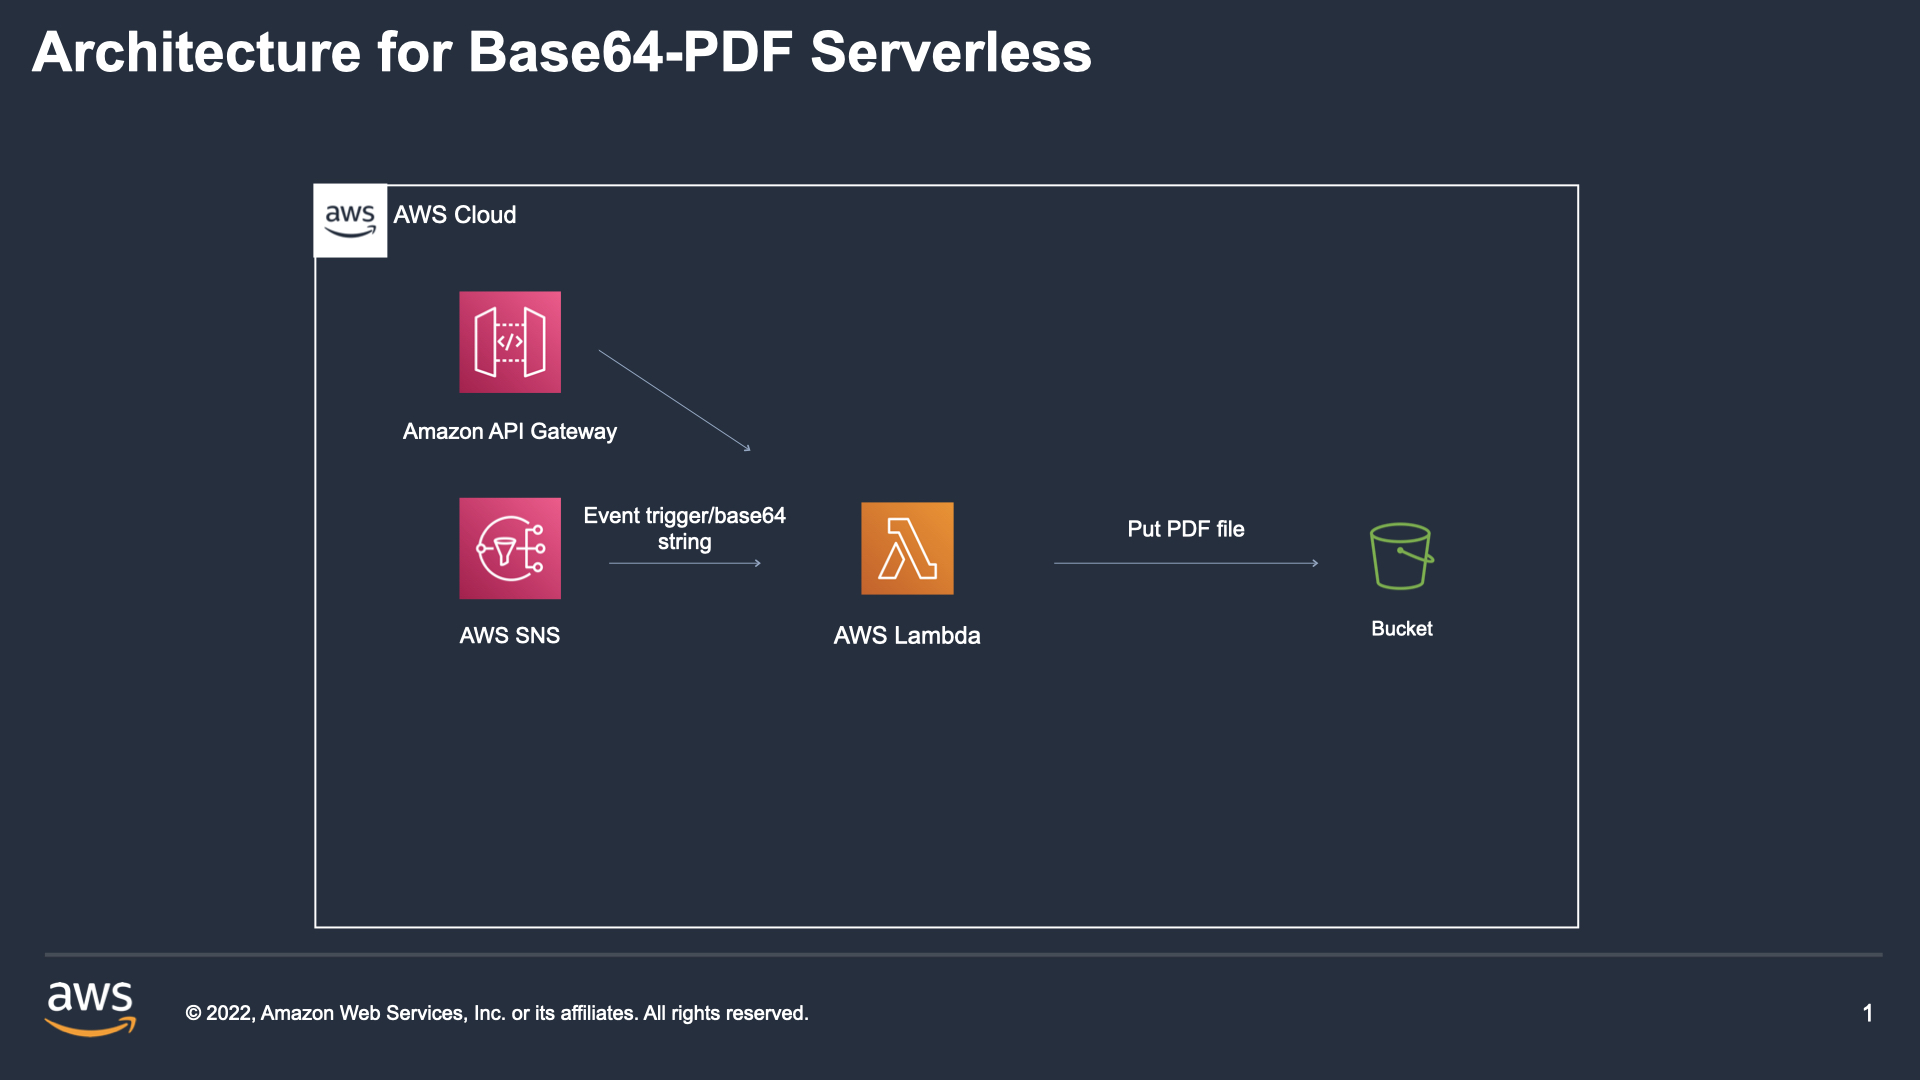 Architecture for Base64-PDF Serverless
aws
AWS Cloud
</>
Amazon API Gateway
Event trigger/base64
string
Put PDF file
AWS SNS
AWS Lambda
Bucket
aws
© 2022, Amazon Web Services, Inc. or its affiliates. All rights reserved.
1